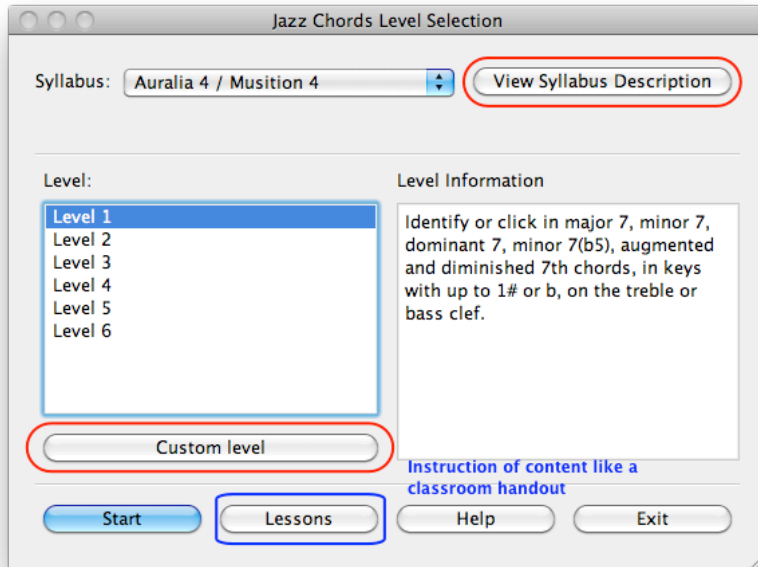 Jazz Chords Level Selection
Syllabus: Auralia 4 / Musition 4 View Syllabus Description
Level:
Level 1
Level 2
Level 3
Level 4
Level 5
Level 6
Custom level
Level Information
Identify or click in major 7, minor 7,
dominant 7, minor 7(b5), augmented
and diminished 7th chords, in keys
with up to 1# or b, on the treble or
bass clef.
Instruction of content like a
classroom handout
Start Lessons Help Exit